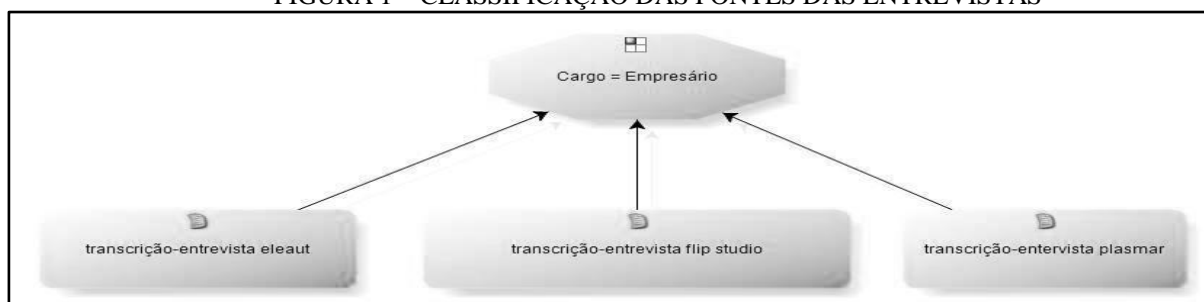 FIGURA 1 – CLASSIFICAÇÃO DAS FONTES DAS ENTREVISTAS
Cargo = Empresário
transcrição-entrevista eleaut
transcrição-entrevista flip studio
transcrição-entervista plasmar